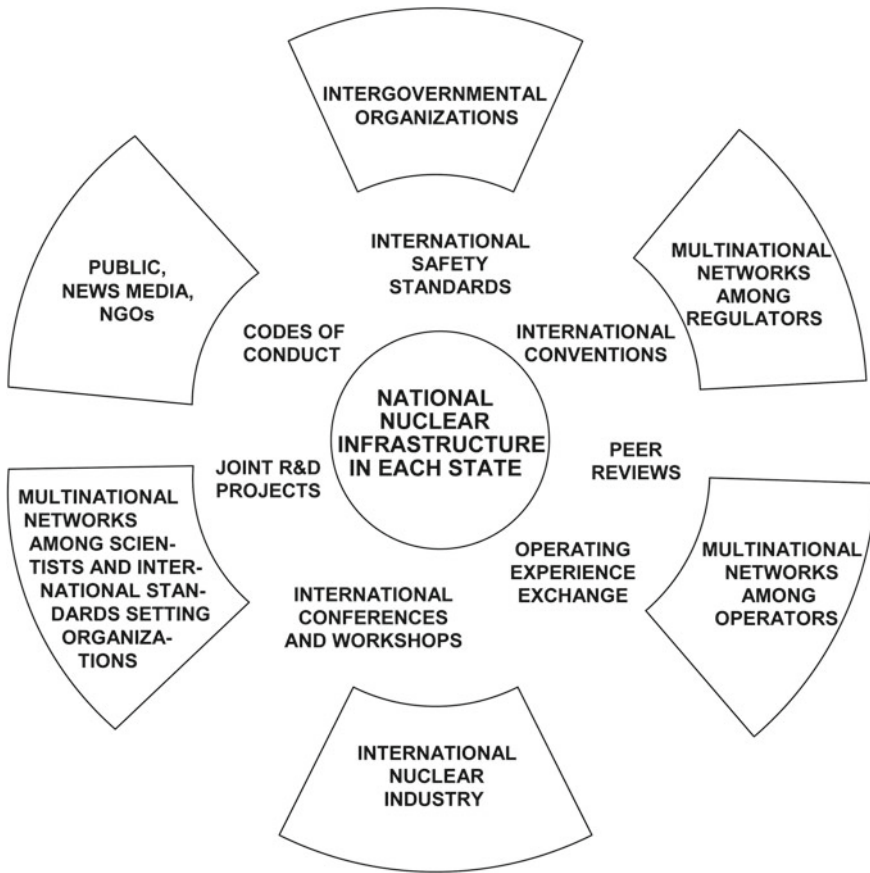 INTERGOVERNMENTAL
ORGANIZATIONS
MULTINATIONAL
NETWORKS
AMONG
REGULATORS
MULTINATIONAL
NETWORKS
AMONG
OPERATORS
INTERNATIONAL
NUCLEAR
INDUSTRY
MULTINATIONAL
NETWORKS
AMONG SCIEN-
TISTS AND INTER-
NATIONAL STAN-
DARDS SETTING
ORGANIZA-
TIONS
PUBLIC,
NEWS MEDIA,
NGOs
INTERNATIONAL
SAFETY
STANDARDS
INTERNATIONAL
CONVENTIONS
PEER
REVIEWS
OPERATING
EXPERIENCE
EXCHANGE
INTERNATIONAL
CONFERENCES
AND WORKSHOPS
JOINT R&D
PROJECTS
CODES OF
CONDUCT
NATIONAL
NUCLEAR
INFRASTRUCTURE
IN EACH STATE